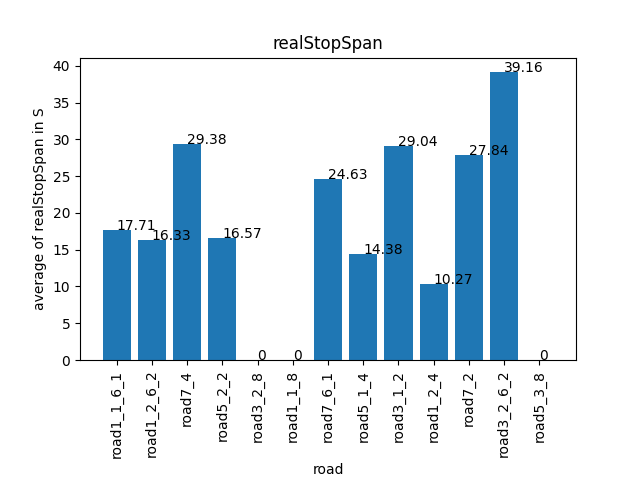 realStopSpan
average of realStopSpan in S
40
35
30
25
20
15
10
5
0
17.71
16.33
29.38
16.57
0
0
24.63
14.38
29.04
10.27
27.84
39.16
0
road1_1_6_1
road1_2_6_2
road7_4
road5_2_2
road3_2_8
road1_1_8
road7_6_1
road5_1_4
road3_1_2
road1_2_4
road7_2
road3_2_6_2
road5_3_8
road